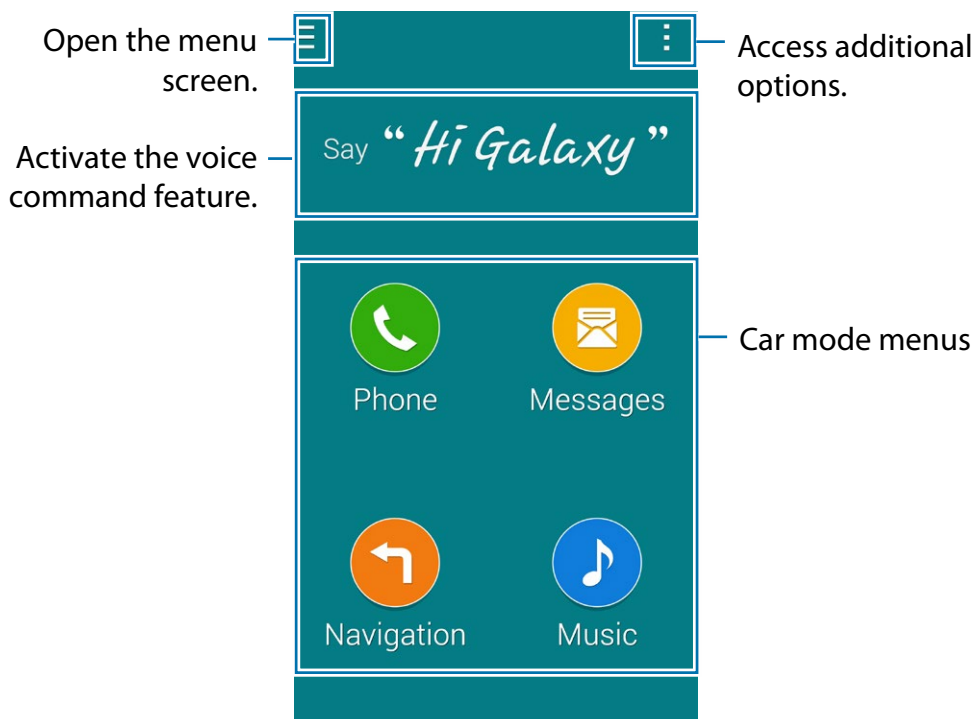 Open the menu
screen.
Access additional
options.
Say “Hi Galaxy”
Activate the voice
command feature.
Car mode menus
Phone
Messages
Navigation
Music